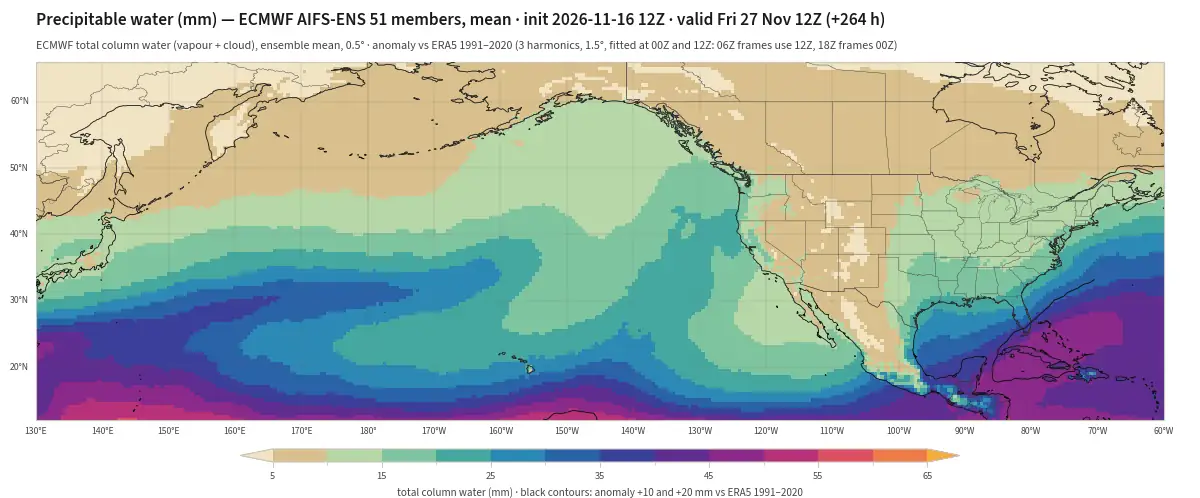 Precipitable water (mm) — ECMWF AIFS-ENS 51 members, mean · init 2026-11-16 12Z · valid Fri 27 Nov 12Z (+264 h)
ECMWF total column water (vapour + cloud), ensemble mean, 0.5° · anomaly vs ERA5 1991–2020 (3 harmonics, 1.5°, fitted at 00Z and 12Z: 06Z frames use 12Z, 18Z frames 00Z)
60°N
50°N
40°N
30°N
20°N
130°E 140°E 150°E 160°E 170°E 180° 170°W 160°W 150°W 140°W 130°W 120°W 110°W 100°W 90°W 80°W 70°W 60°W
5 15 25 35 45 55 65
total column water (mm) · black contours: anomaly +10 and +20 mm vs ERA5 1991–2020